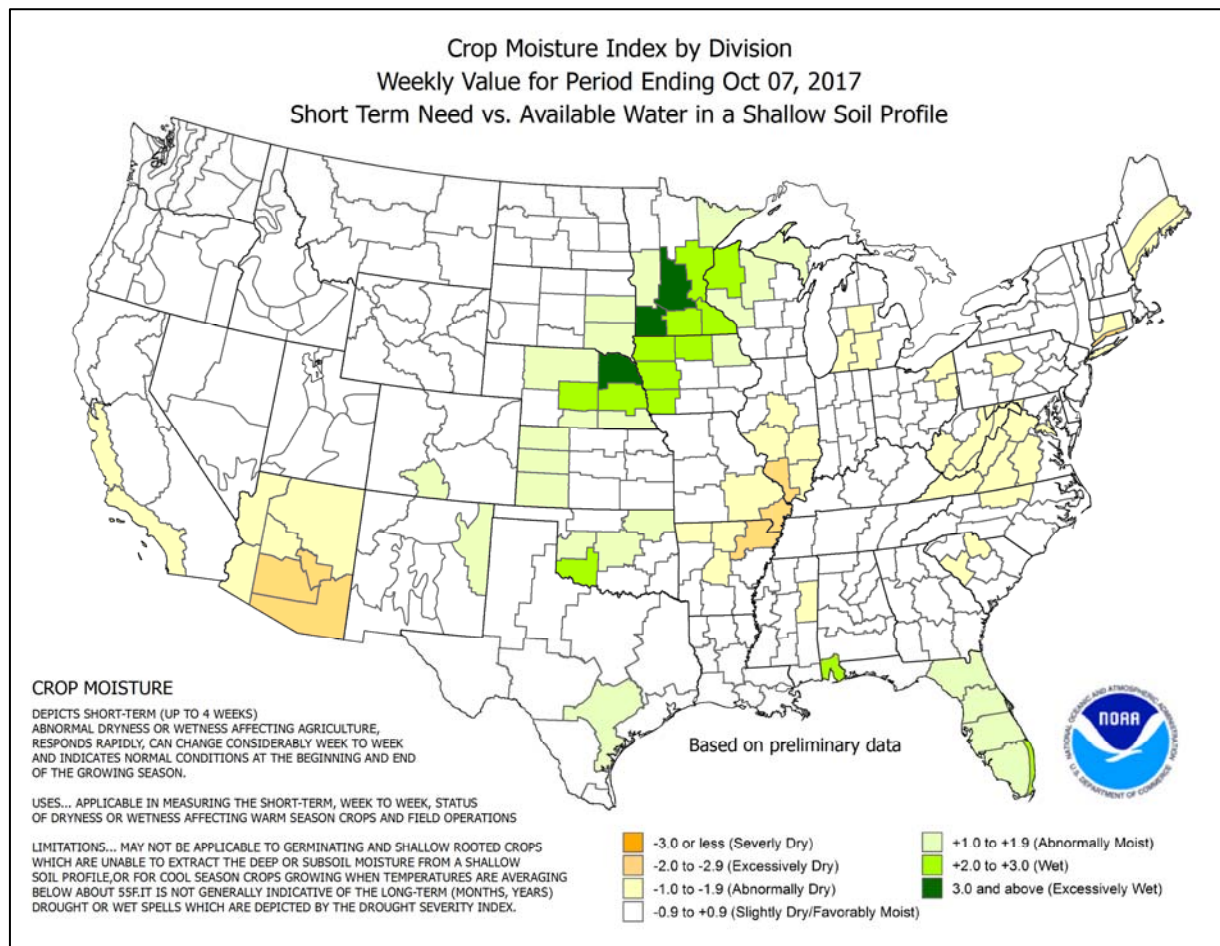 Crop Moisture Index by Division
Weekly Value for Period Ending Oct 07, 2017
Short Term Need vs. Available Water in a Shallow Soil Profile
CROP MOISTURE
DEPICTS SHORT-TERM (UP TO 4 WEEKS)
ABNORMAL DRYNESS OR WETNESS AFFECTING AGRICULTURE,
RESPONDS RAPIDLY, CAN CHANGE CONSIDERABLY WEEK TO WEEK
AND INDICATES NORMAL CONDITIONS AT THE BEGINNING AND END
OF THE GROWING SEASON.
USES... APPLICABLE IN MEASURING THE SHORT-TERM, WEEK TO WEEK, STATUS
OF DRYNESS OR WETNESS AFFECTING WARM SEASON CROPS AND FIELD OPERATIONS
LIMITATIONS... MAY NOT BE APPLICABLE TO GERMINATING AND SHALLOW ROOTED CROPS
WHICH ARE UNABLE TO EXTRACT THE DEEP OR SUBSOIL MOISTURE FROM A SHALLOW
SOIL PROFILE,OR FOR COOL SEASON CROPS GROWING WHEN TEMPERATURES ARE AVERAGING
BELOW ABOUT 55F.IT IS NOT GENERALLY INDICATIVE OF THE LONG-TERM (MONTHS, YEARS)
DROUGHT OR WET SPELLS WHICH ARE DEPICTED BY THE DROUGHT SEVERITY INDEX.
Based on preliminary data
NATIONAL OCEANIC AND ATMOSPHERIC ADMINISTRATION
NOAA
U.S. DEPARTMENT OF COMMERCE
-3.0 or less (Severly Dry)
-2.0 to -2.9 (Excessively Dry)
-1.0 to -1.9 (Abnormally Dry)
-0.9 to +0.9 (Slightly Dry/Favorably Moist)
+1.0 to +1.9 (Abnormally Moist)
+2.0 to +3.0 (Wet)
3.0 and above (Excessively Wet)